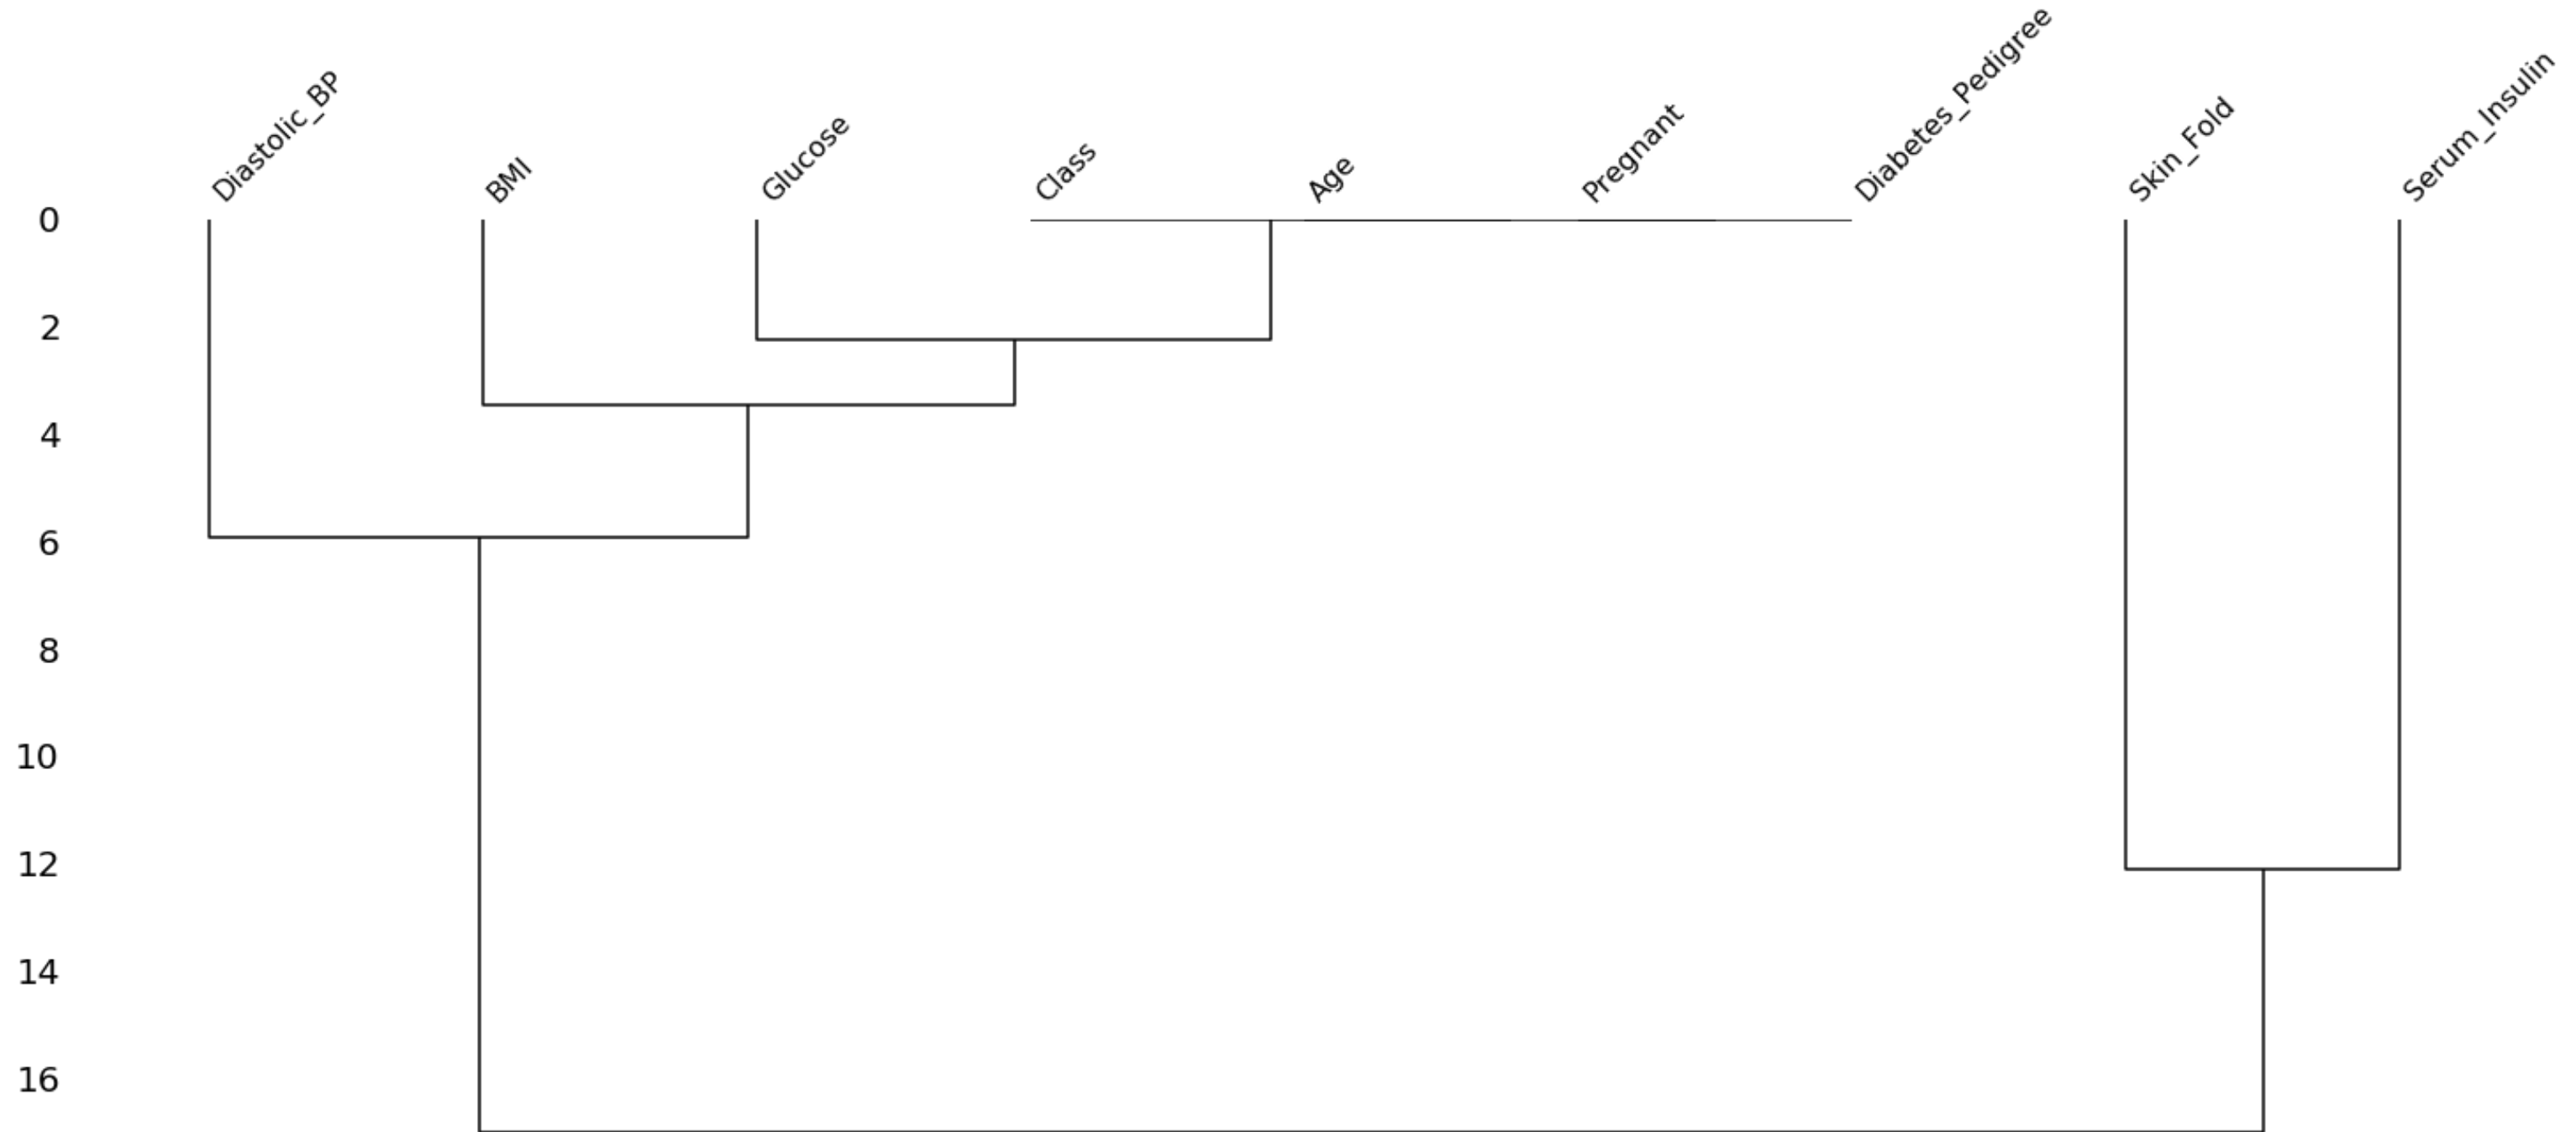 Diastolic_BP
BMI
Glucose
Class
Age
Pregnant
Diabetes_Pedigree
Skin_Fold
Serum_Insulin
0
2
4
6
8
10
12
14
16